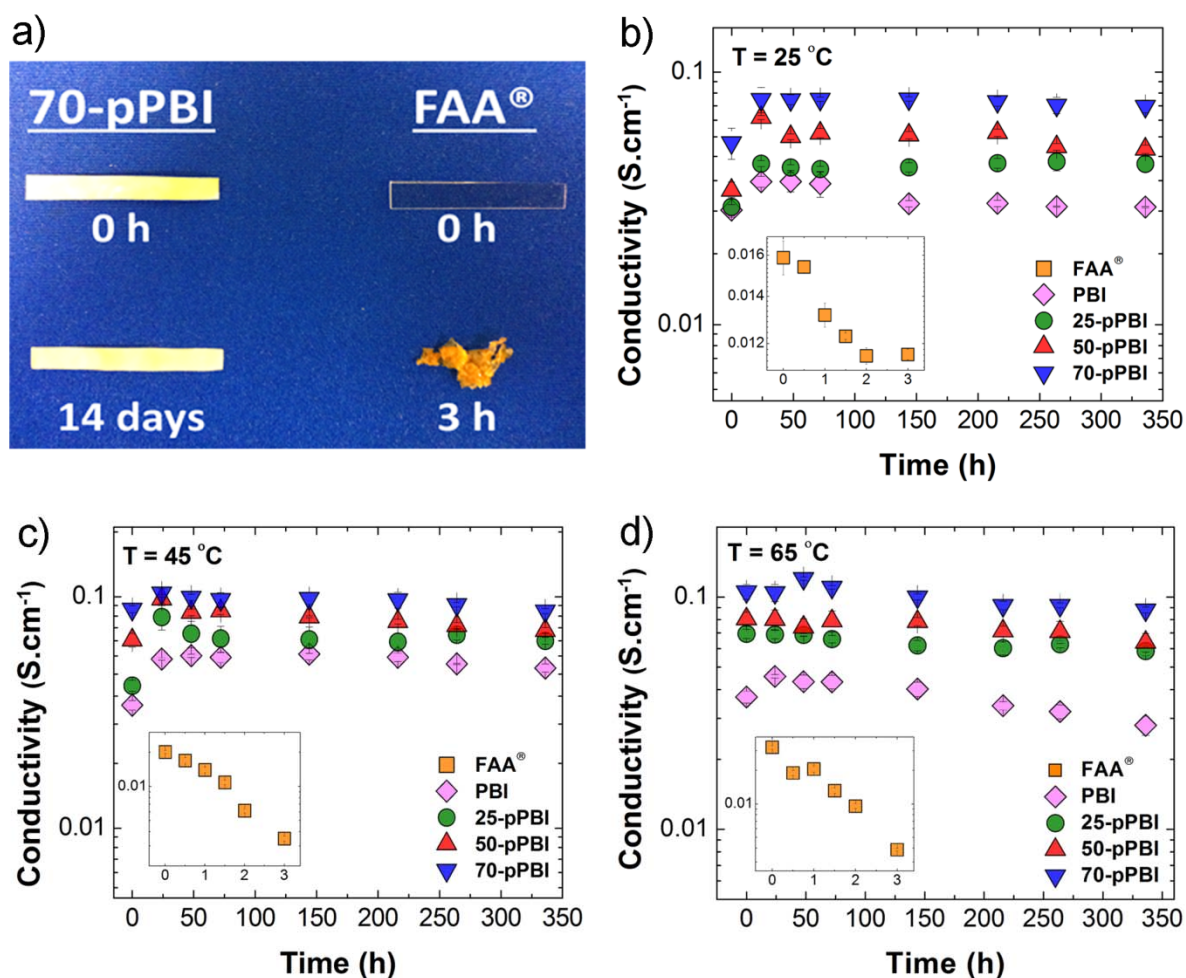 a)
70-pPBI
FAA®
0 h
0 h
14 days
3 h
b)
T = 25 °C
Conductivity (S.cm⁻¹)
0.1
0.01
0.016
0.014
0.012
0 1 2 3
FAA®
PBI
25-pPBI
50-pPBI
70-pPBI
0 50 100 150 200 250 300 350
Time (h)
c)
T = 45 °C
Conductivity (S.cm⁻¹)
0.1
0.01
0.01
0 1 2 3
FAA®
PBI
25-pPBI
50-pPBI
70-pPBI
0 50 100 150 200 250 300 350
Time (h)
d)
T = 65 °C
Conductivity (S.cm⁻¹)
0.1
0.01
0.01
0 1 2 3
FAA®
PBI
25-pPBI
50-pPBI
70-pPBI
0 50 100 150 200 250 300 350
Time (h)